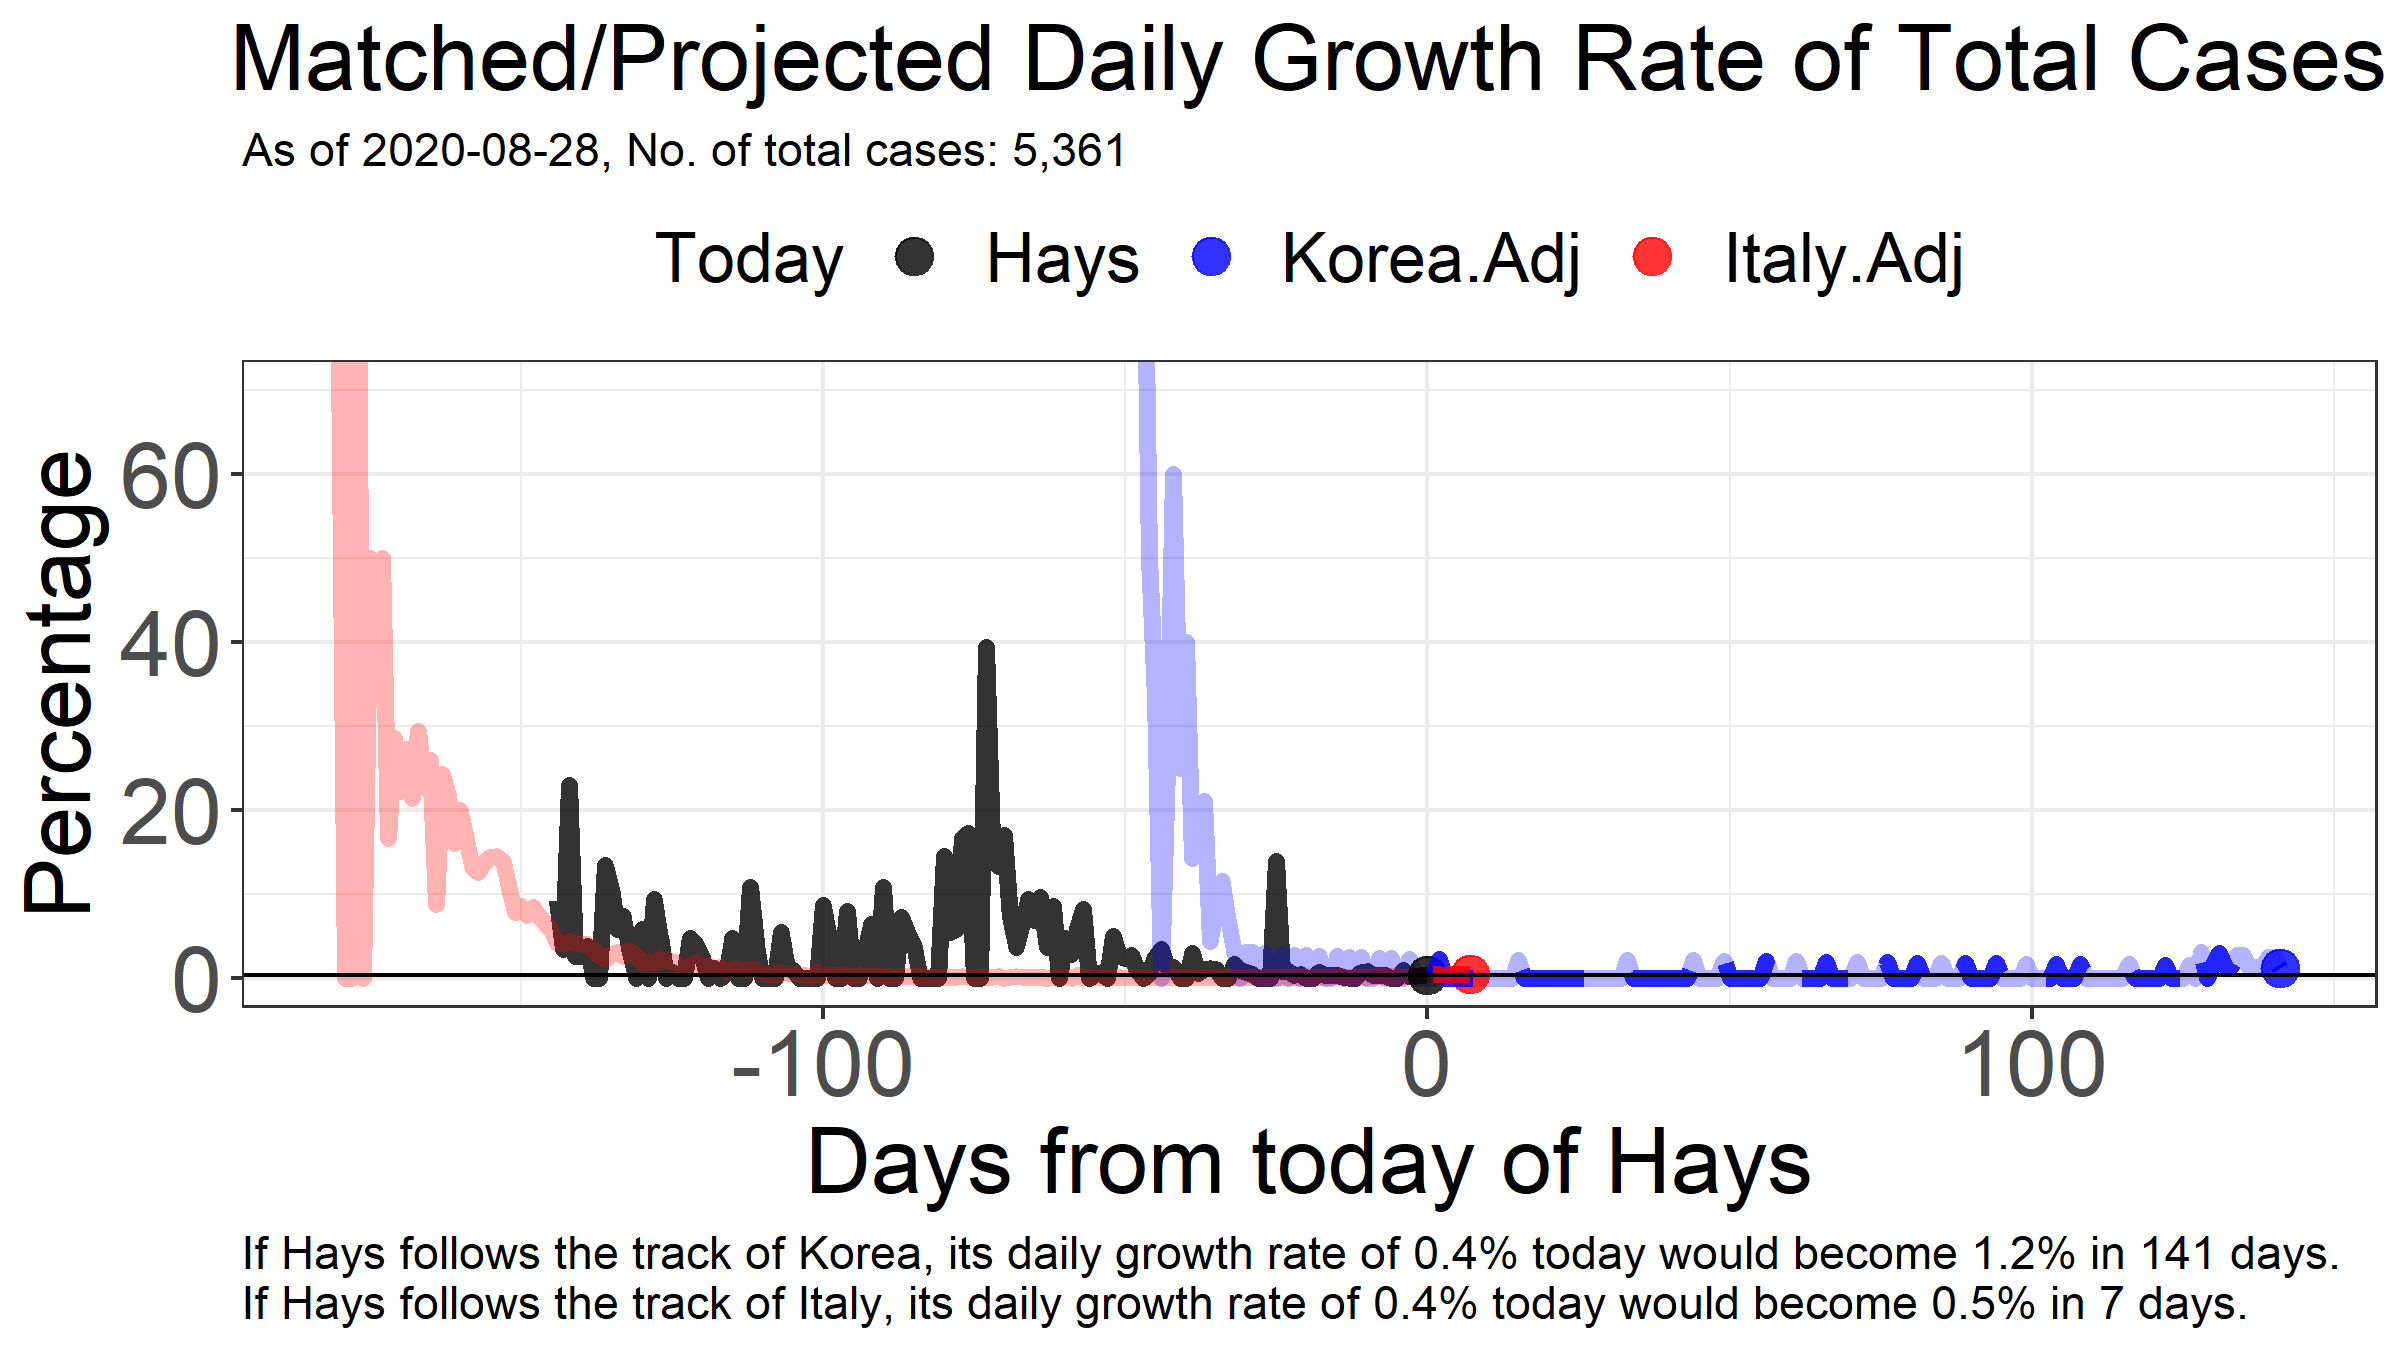 Matched/Projected Daily Growth Rate of Total Cases
As of 2020-08-28, No. of total cases: 5,361
Today Hays Korea.Adj Italy.Adj
Percentage
60
40
20
0
-100 0 100
Days from today of Hays
If Hays follows the track of Korea, its daily growth rate of 0.4% today would become 1.2% in 141 days.
If Hays follows the track of Italy, its daily growth rate of 0.4% today would become 0.5% in 7 days.